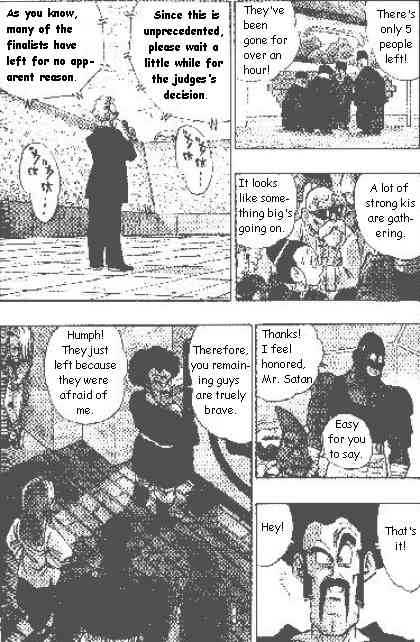 As you know,
many of the
finalists have
left for no app-
arent reason.
Since this is
unprecedented,
please wait a
little while for
the judges's
decision.
They've
been
gone for
over an
hour!
There's
only 5
people
left!
It looks
like some-
thing big's
going on.
A lot of
strong kis
are gath-
ering.
Humph!
They just
left because
they were
afraid of
me.
Therefore,
you remain-
ing guys
are truely
brave.
Thanks!
I feel
honored,
Mr. Satan
Easy
for you
to say.
Hey!
That's
it!